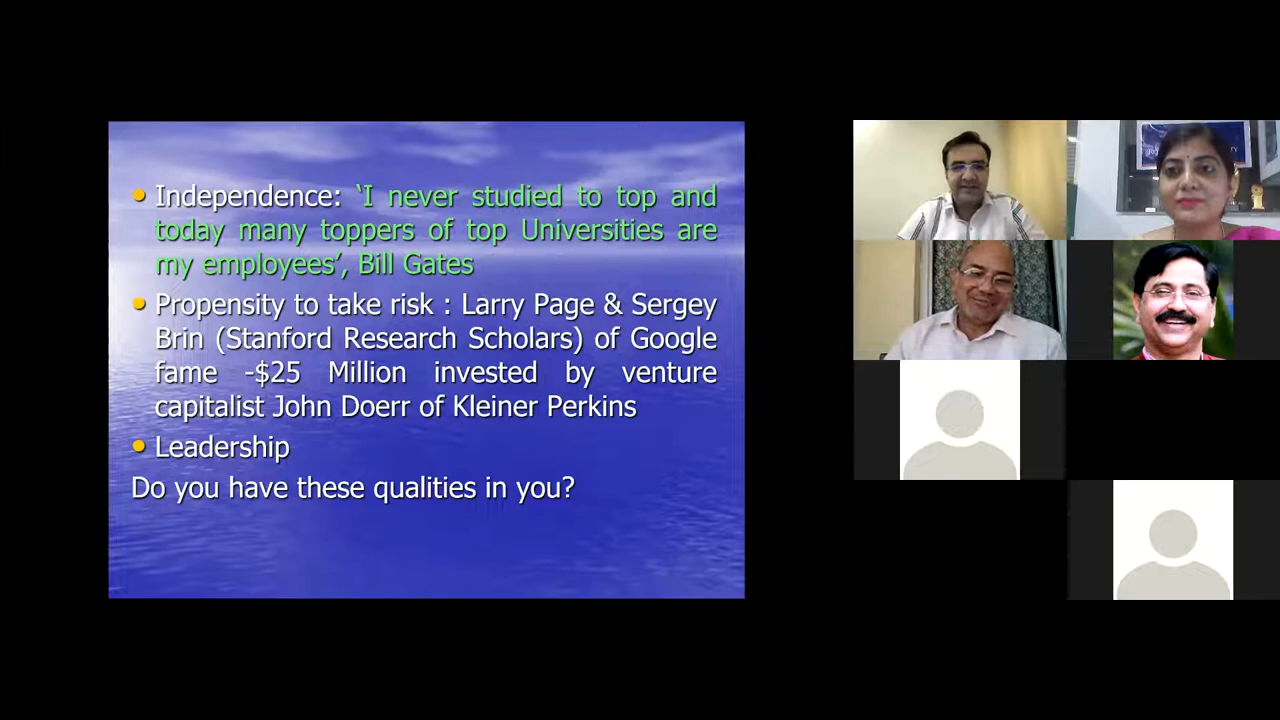 • Independence: ‘I never studied to top and
today many toppers of top Universities are
my employees’, Bill Gates
• Propensity to take risk : Larry Page & Sergey
Brin (Stanford Research Scholars) of Google
fame -$25 Million invested by venture
capitalist John Doerr of Kleiner Perkins
• Leadership
Do you have these qualities in you?